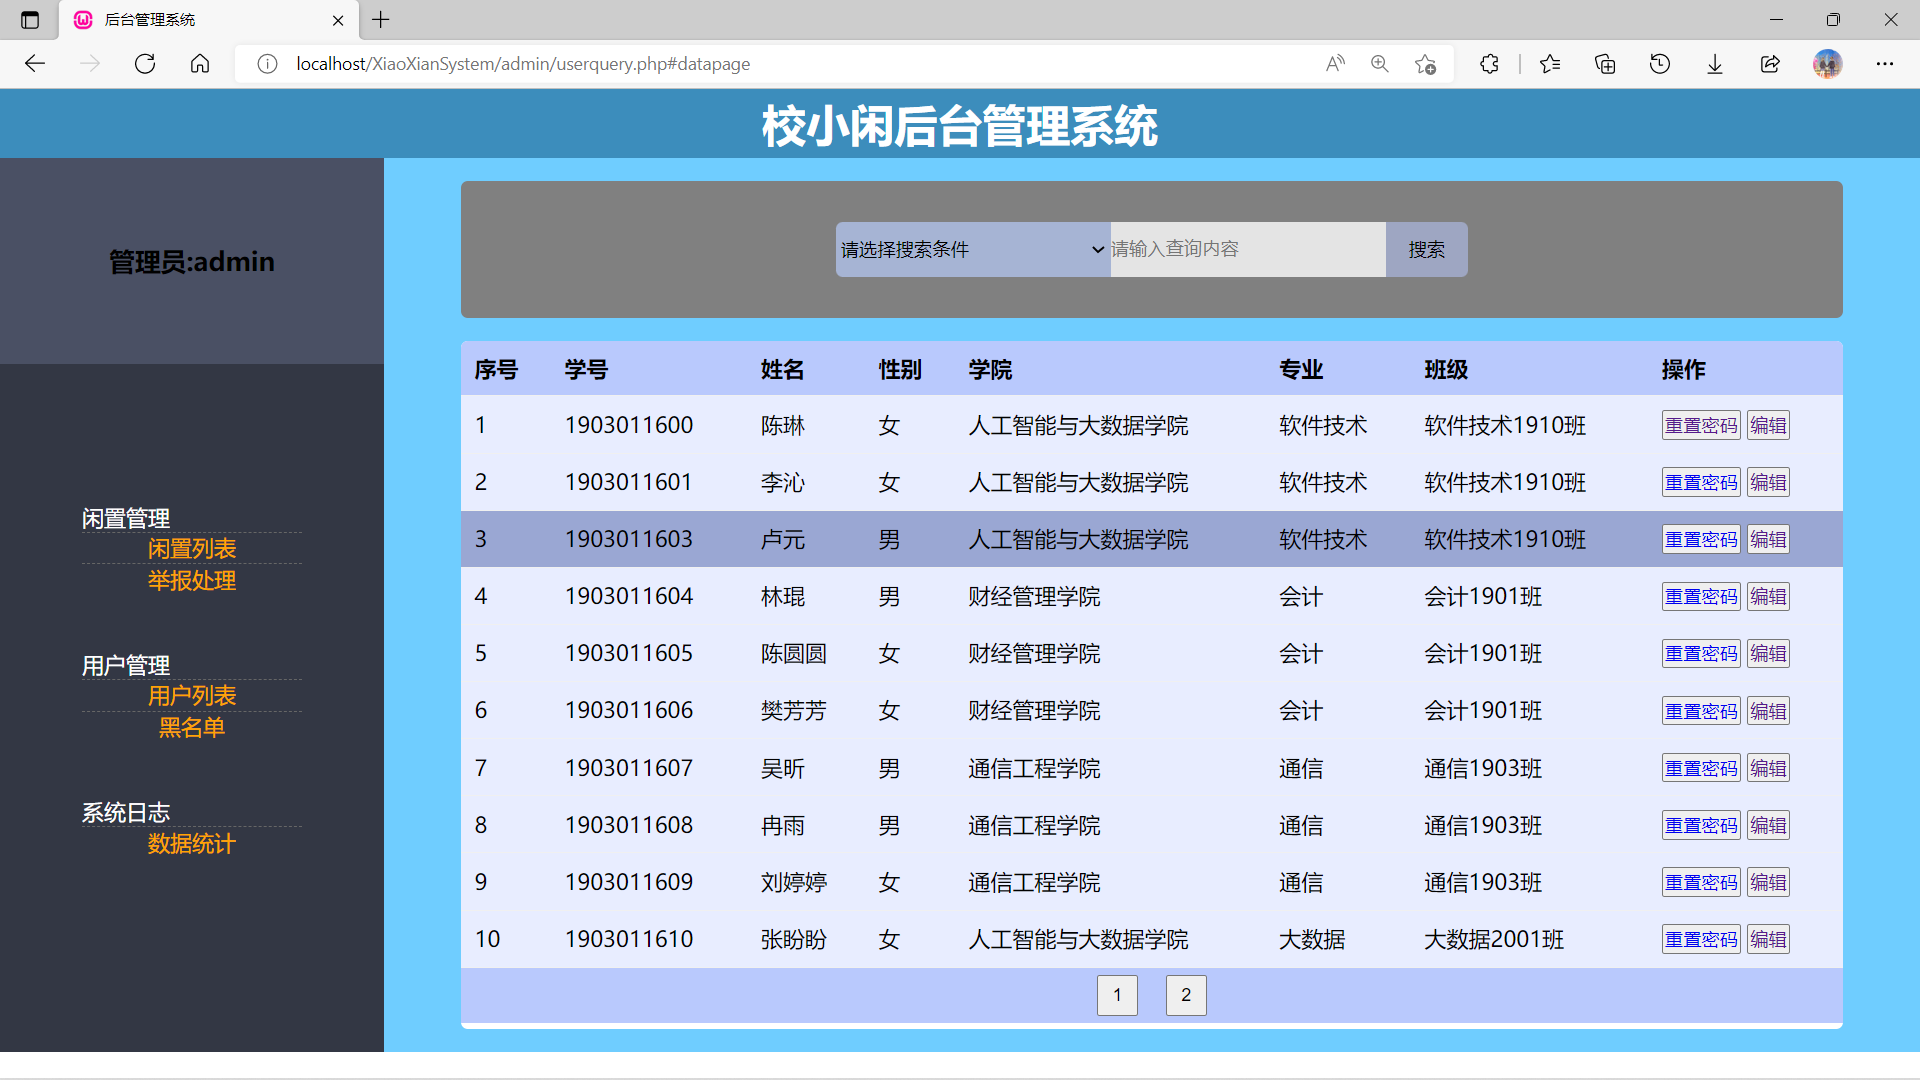 后台管理系统
localhost/XiaoXianSystem/admin/userquery.php#datapage
校小闲后台管理系统
管理员:admin
闲置管理
闲置列表
举报处理
用户管理
用户列表
黑名单
系统日志
数据统计
请选择搜索条件 请输入查询内容 搜索
序号 学号 姓名 性别 学院 专业 班级 操作
1 1903011600 陈琳 女 人工智能与大数据学院 软件技术 软件技术1910班 重置密码 编辑
2 1903011601 李沁 女 人工智能与大数据学院 软件技术 软件技术1910班 重置密码 编辑
3 1903011603 卢元 男 人工智能与大数据学院 软件技术 软件技术1910班 重置密码 编辑
4 1903011604 林琨 男 财经管理学院 会计 会计1901班 重置密码 编辑
5 1903011605 陈圆圆 女 财经管理学院 会计 会计1901班 重置密码 编辑
6 1903011606 樊芳芳 女 财经管理学院 会计 会计1901班 重置密码 编辑
7 1903011607 吴昕 男 通信工程学院 通信 通信1903班 重置密码 编辑
8 1903011608 冉雨 男 通信工程学院 通信 通信1903班 重置密码 编辑
9 1903011609 刘婷婷 女 通信工程学院 通信 通信1903班 重置密码 编辑
10 1903011610 张盼盼 女 人工智能与大数据学院 大数据 大数据2001班 重置密码 编辑
1 2